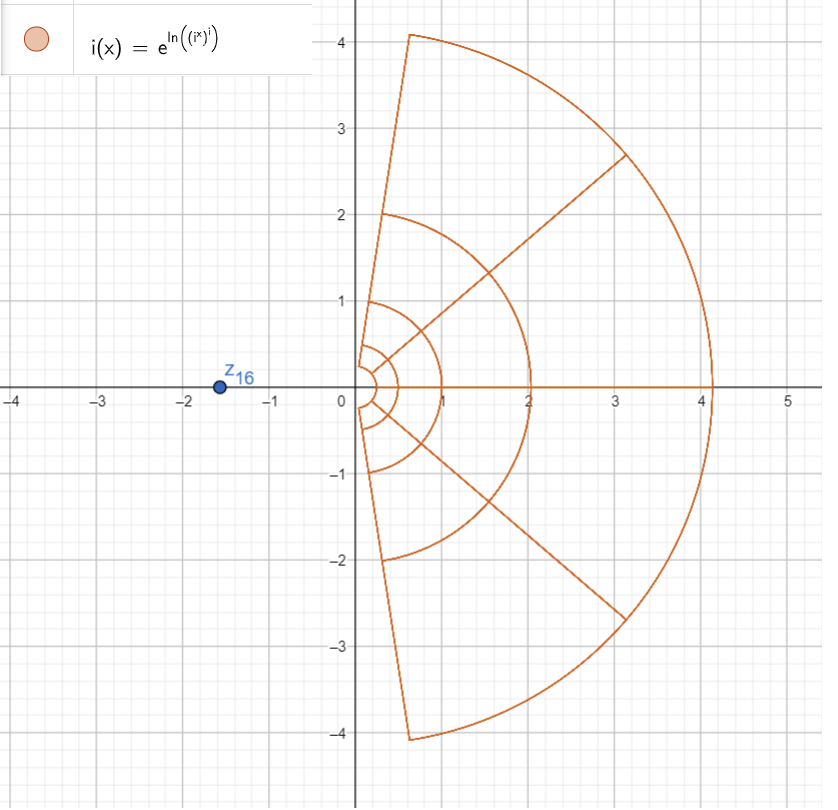 i(x) = e^ln((i^x)^i)
4
3
2
1
z₁₆
–4 –3 –2 –1 0 1 2 3 4 5
–1
–2
–3
–4